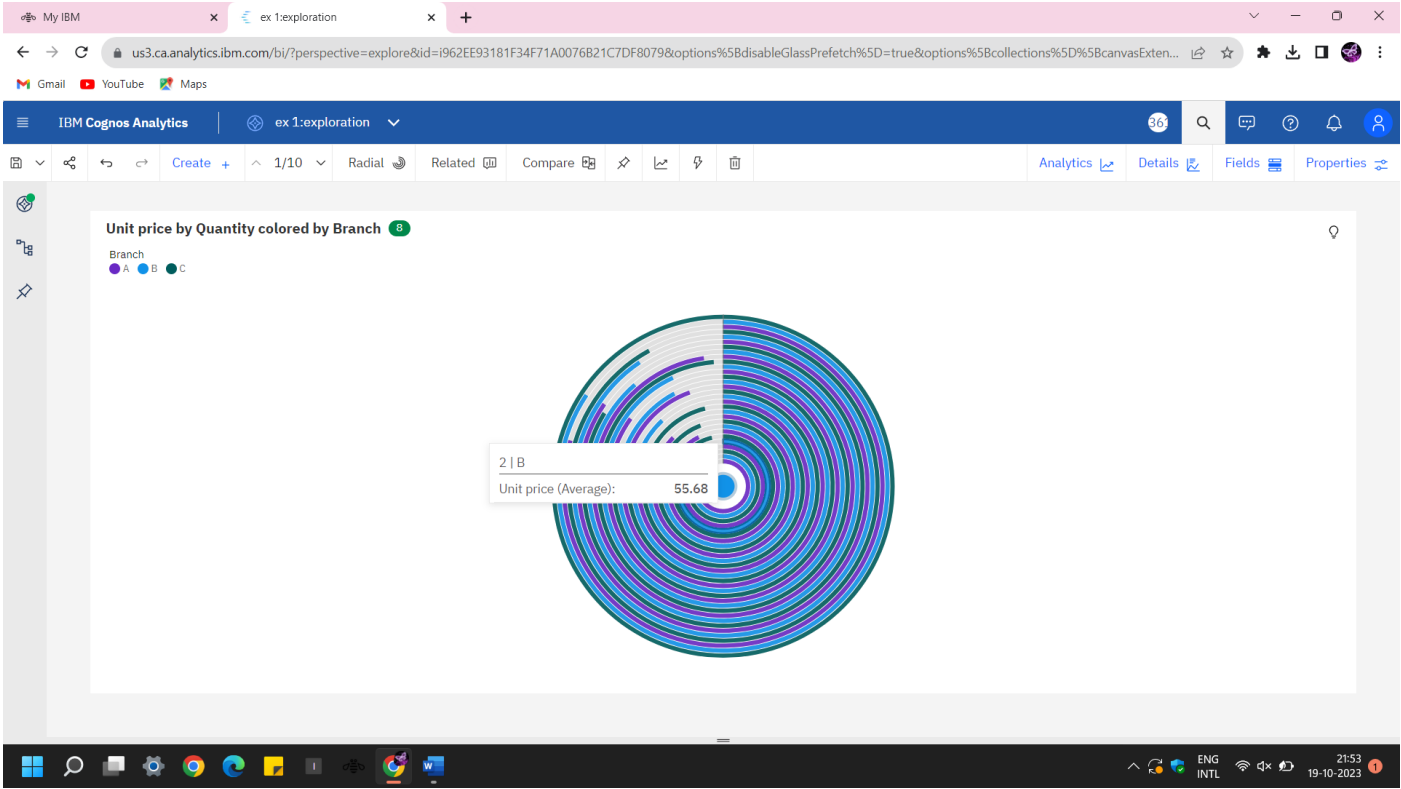 My IBM
ex 1:exploration
us3.ca.analytics.ibm.com/bi/?perspective=explore&id=i962EE93181F34F71A0076B21C7DF8079&options%5BdisableGlassPrefetch%5D=true&options%5Bcollections%5D%5BcanvasExten...
Gmail YouTube Maps
IBM Cognos Analytics ex 1:exploration
Create + 1/10 Radial Related Compare Analytics Details Fields Properties
Unit price by Quantity colored by Branch 8
Branch
A B C
2 | B
Unit price (Average): 55.68
ENG 21:53
INTL 19-10-2023 1